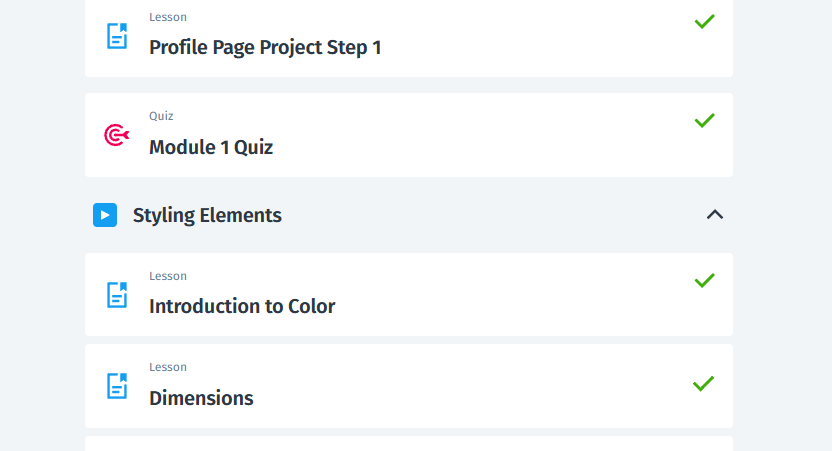 Lesson
Profile Page Project Step 1
Quiz
Module 1 Quiz
Styling Elements
Lesson
Introduction to Color
Lesson
Dimensions